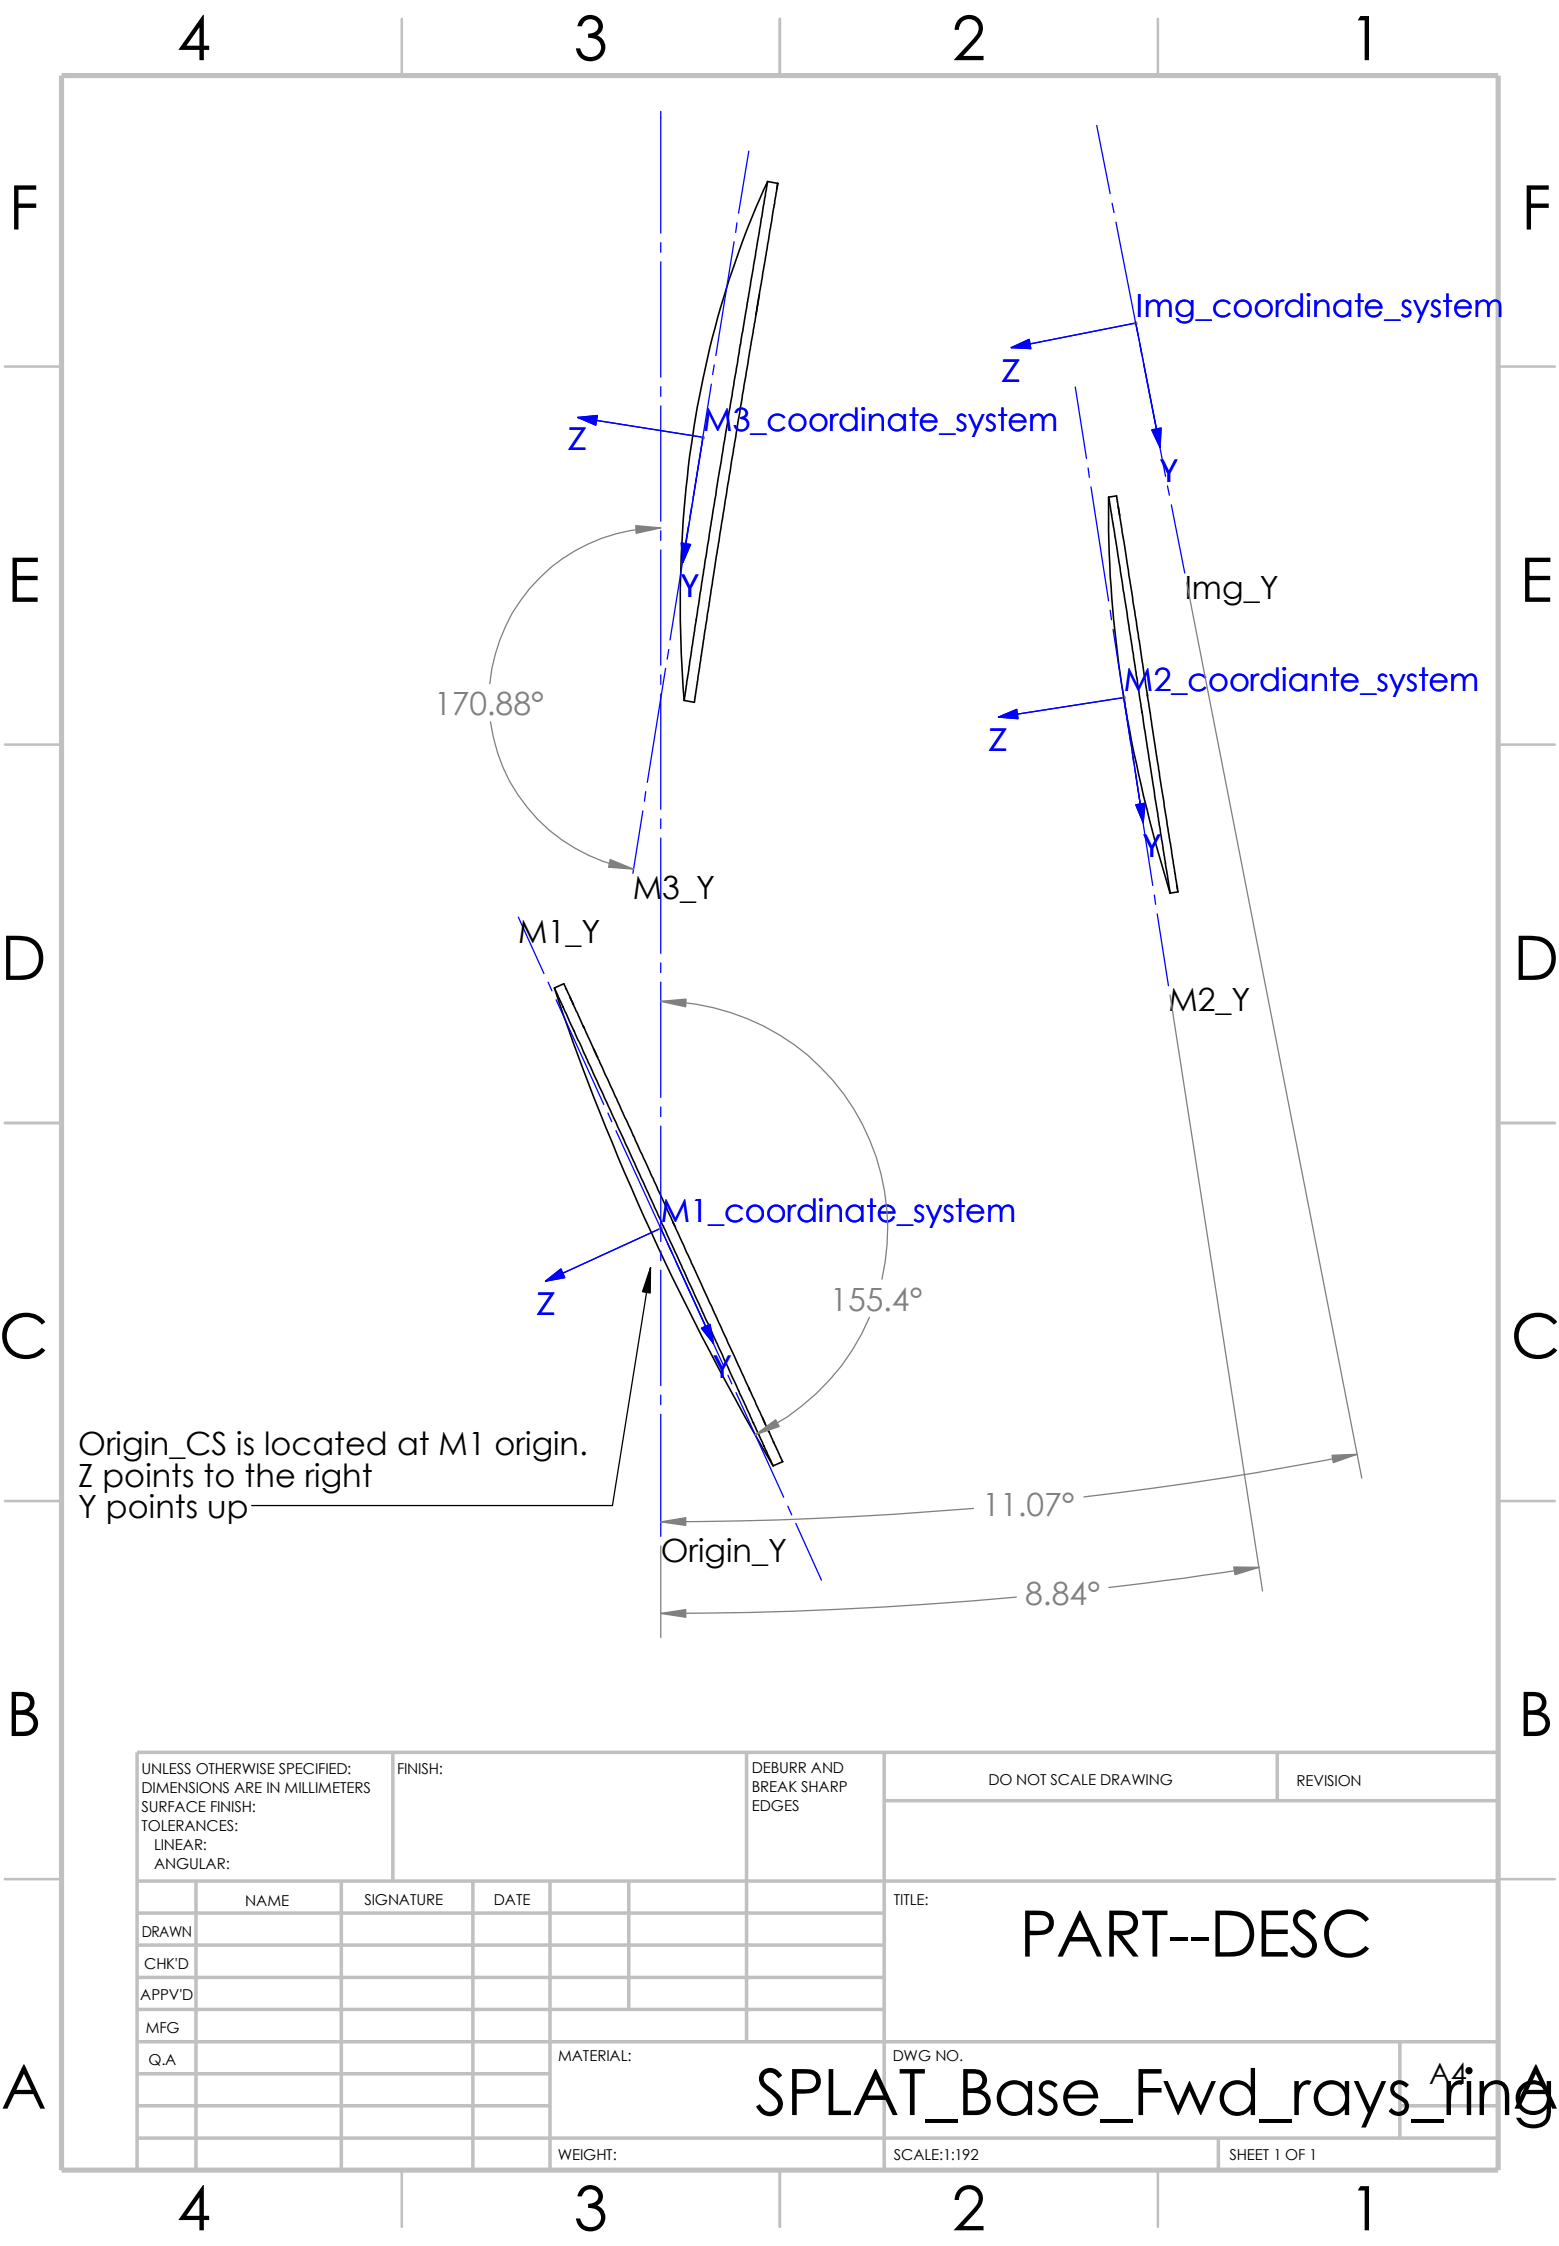 4 3 2 1
F F
Img_coordinate_system
Z
M3_coordinate_system
Z
Y
Y
E E
Img_Y
M2_coordiante_system
170.88°
Z
Y
M3_Y
M1_Y
D D
M2_Y
M1_coordinate_system
Z
155.4°
C C
Y
Origin_CS is located at M1 origin.
Z points to the right
Y points up
11.07°
Origin_Y
8.84°
B B
UNLESS OTHERWISE SPECIFIED:
DIMENSIONS ARE IN MILLIMETERS
SURFACE FINISH:
TOLERANCES:
LINEAR:
ANGULAR:
FINISH:
DEBURR AND
BREAK SHARP
EDGES
DO NOT SCALE DRAWING
REVISION
NAME SIGNATURE DATE
DRAWN
CHK'D
APPV'D
MFG
Q.A
TITLE:
PART--DESC
MATERIAL:
DWG NO.
SPLAT_Base_Fwd_rays_ring
A4
A A
WEIGHT:
SCALE:1:192
SHEET 1 OF 1
4 3 2 1